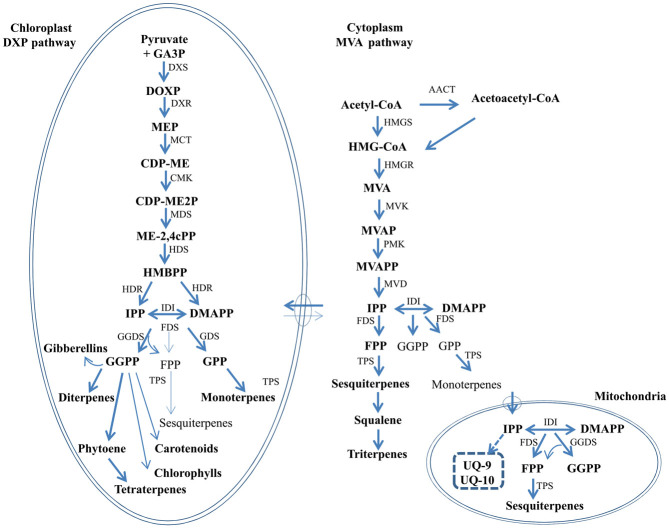 Chloroplast
DXP pathway
Pyruvate
+ GA3P
DXS
DOXP
DXR
MEP
MCT
CDP-ME
CMK
CDP-ME2P
MDS
ME-2,4cPP
HDS
HMBPP
HDR HDR
IPP IDI DMAPP
GGDS FDS GDS
Gibberellins
GGPP FPP GPP
TPS TPS
Diterpenes Monoterpenes
Sesquiterpenes
Phytoene Carotenoids
Chlorophylls
Tetraterpenes
Cytoplasm
MVA pathway
AACT
Acetyl-CoA Acetoacetyl-CoA
HMGS
HMG-CoA
HMGR
MVA
MVK
MVAP
PMK
MVAPP
MVD
IPP IDI DMAPP
FDS FDS
FPP GGPP GPP
TPS TPS
Sesquiterpenes Monoterpenes
Squalene
Triterpenes
Mitochondria
IPP IDI DMAPP
FDS GGDS
UQ-9
UQ-10
FPP GGPP
TPS
Sesquiterpenes